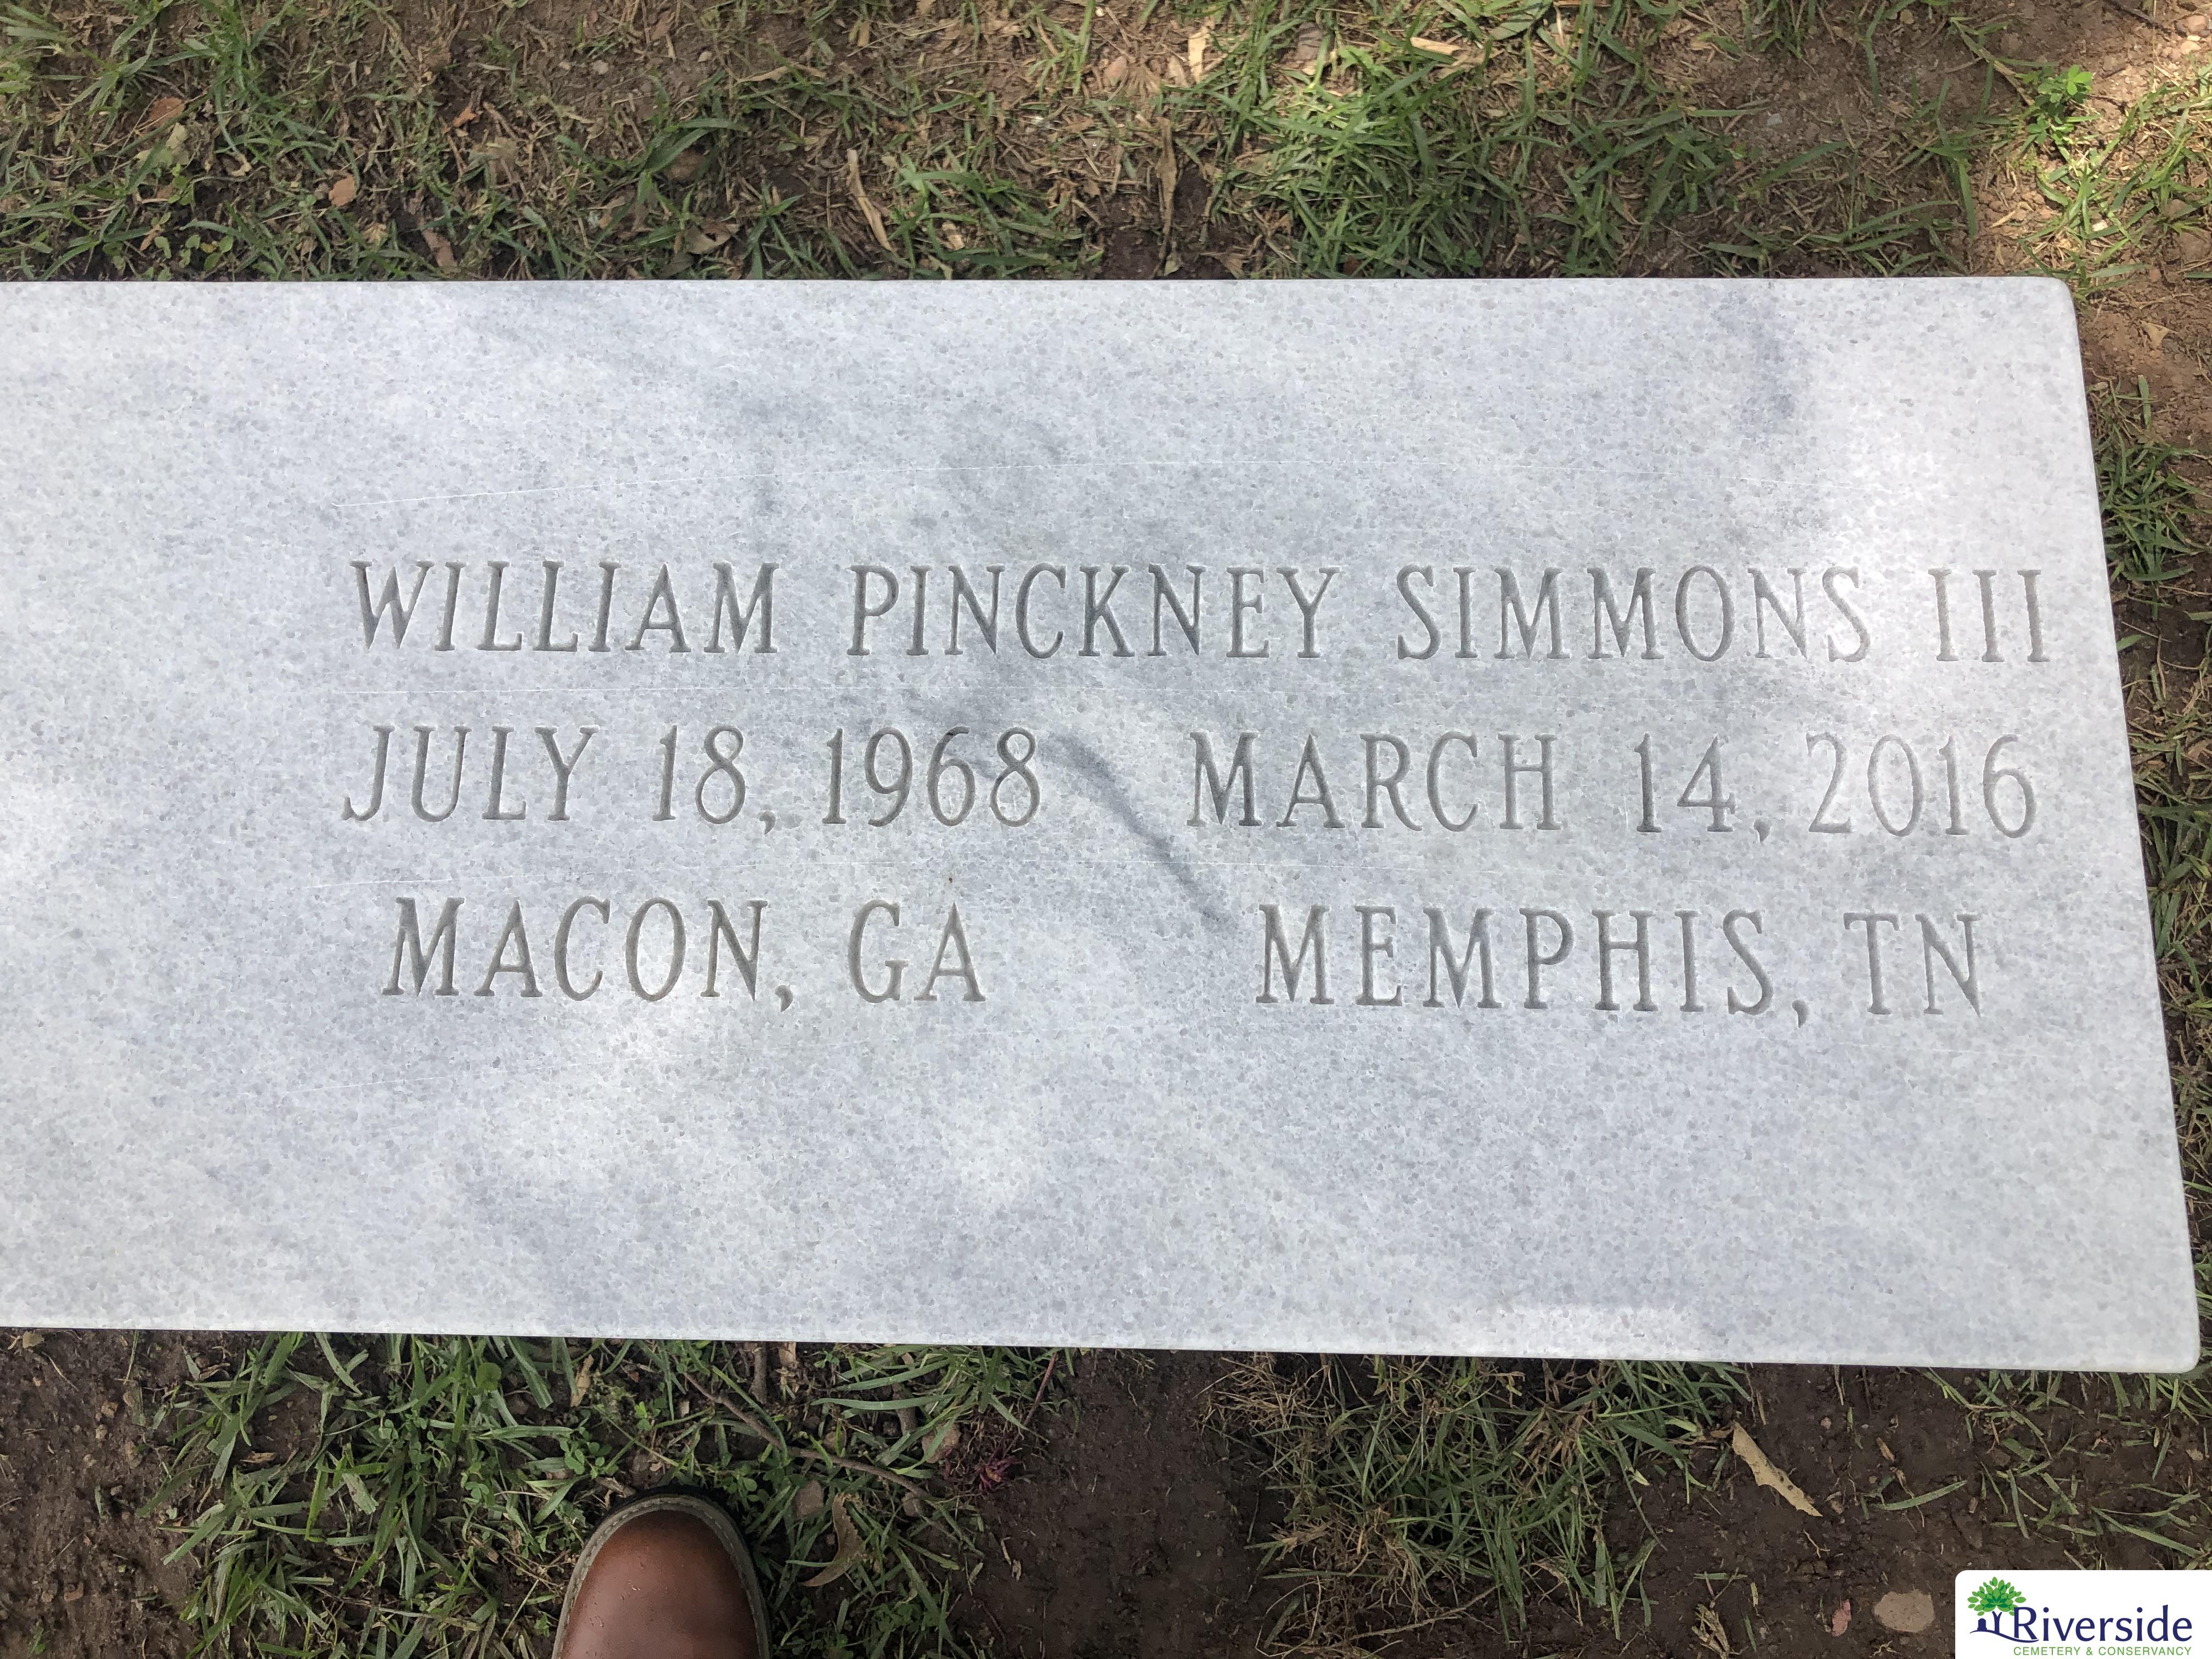 WILLIAM PINCKNEY SIMMONS III
JULY 18, 1968 MARCH 14, 2016
MACON, GA MEMPHIS, TN
Riverside
CEMETERY & CONSERVANCY